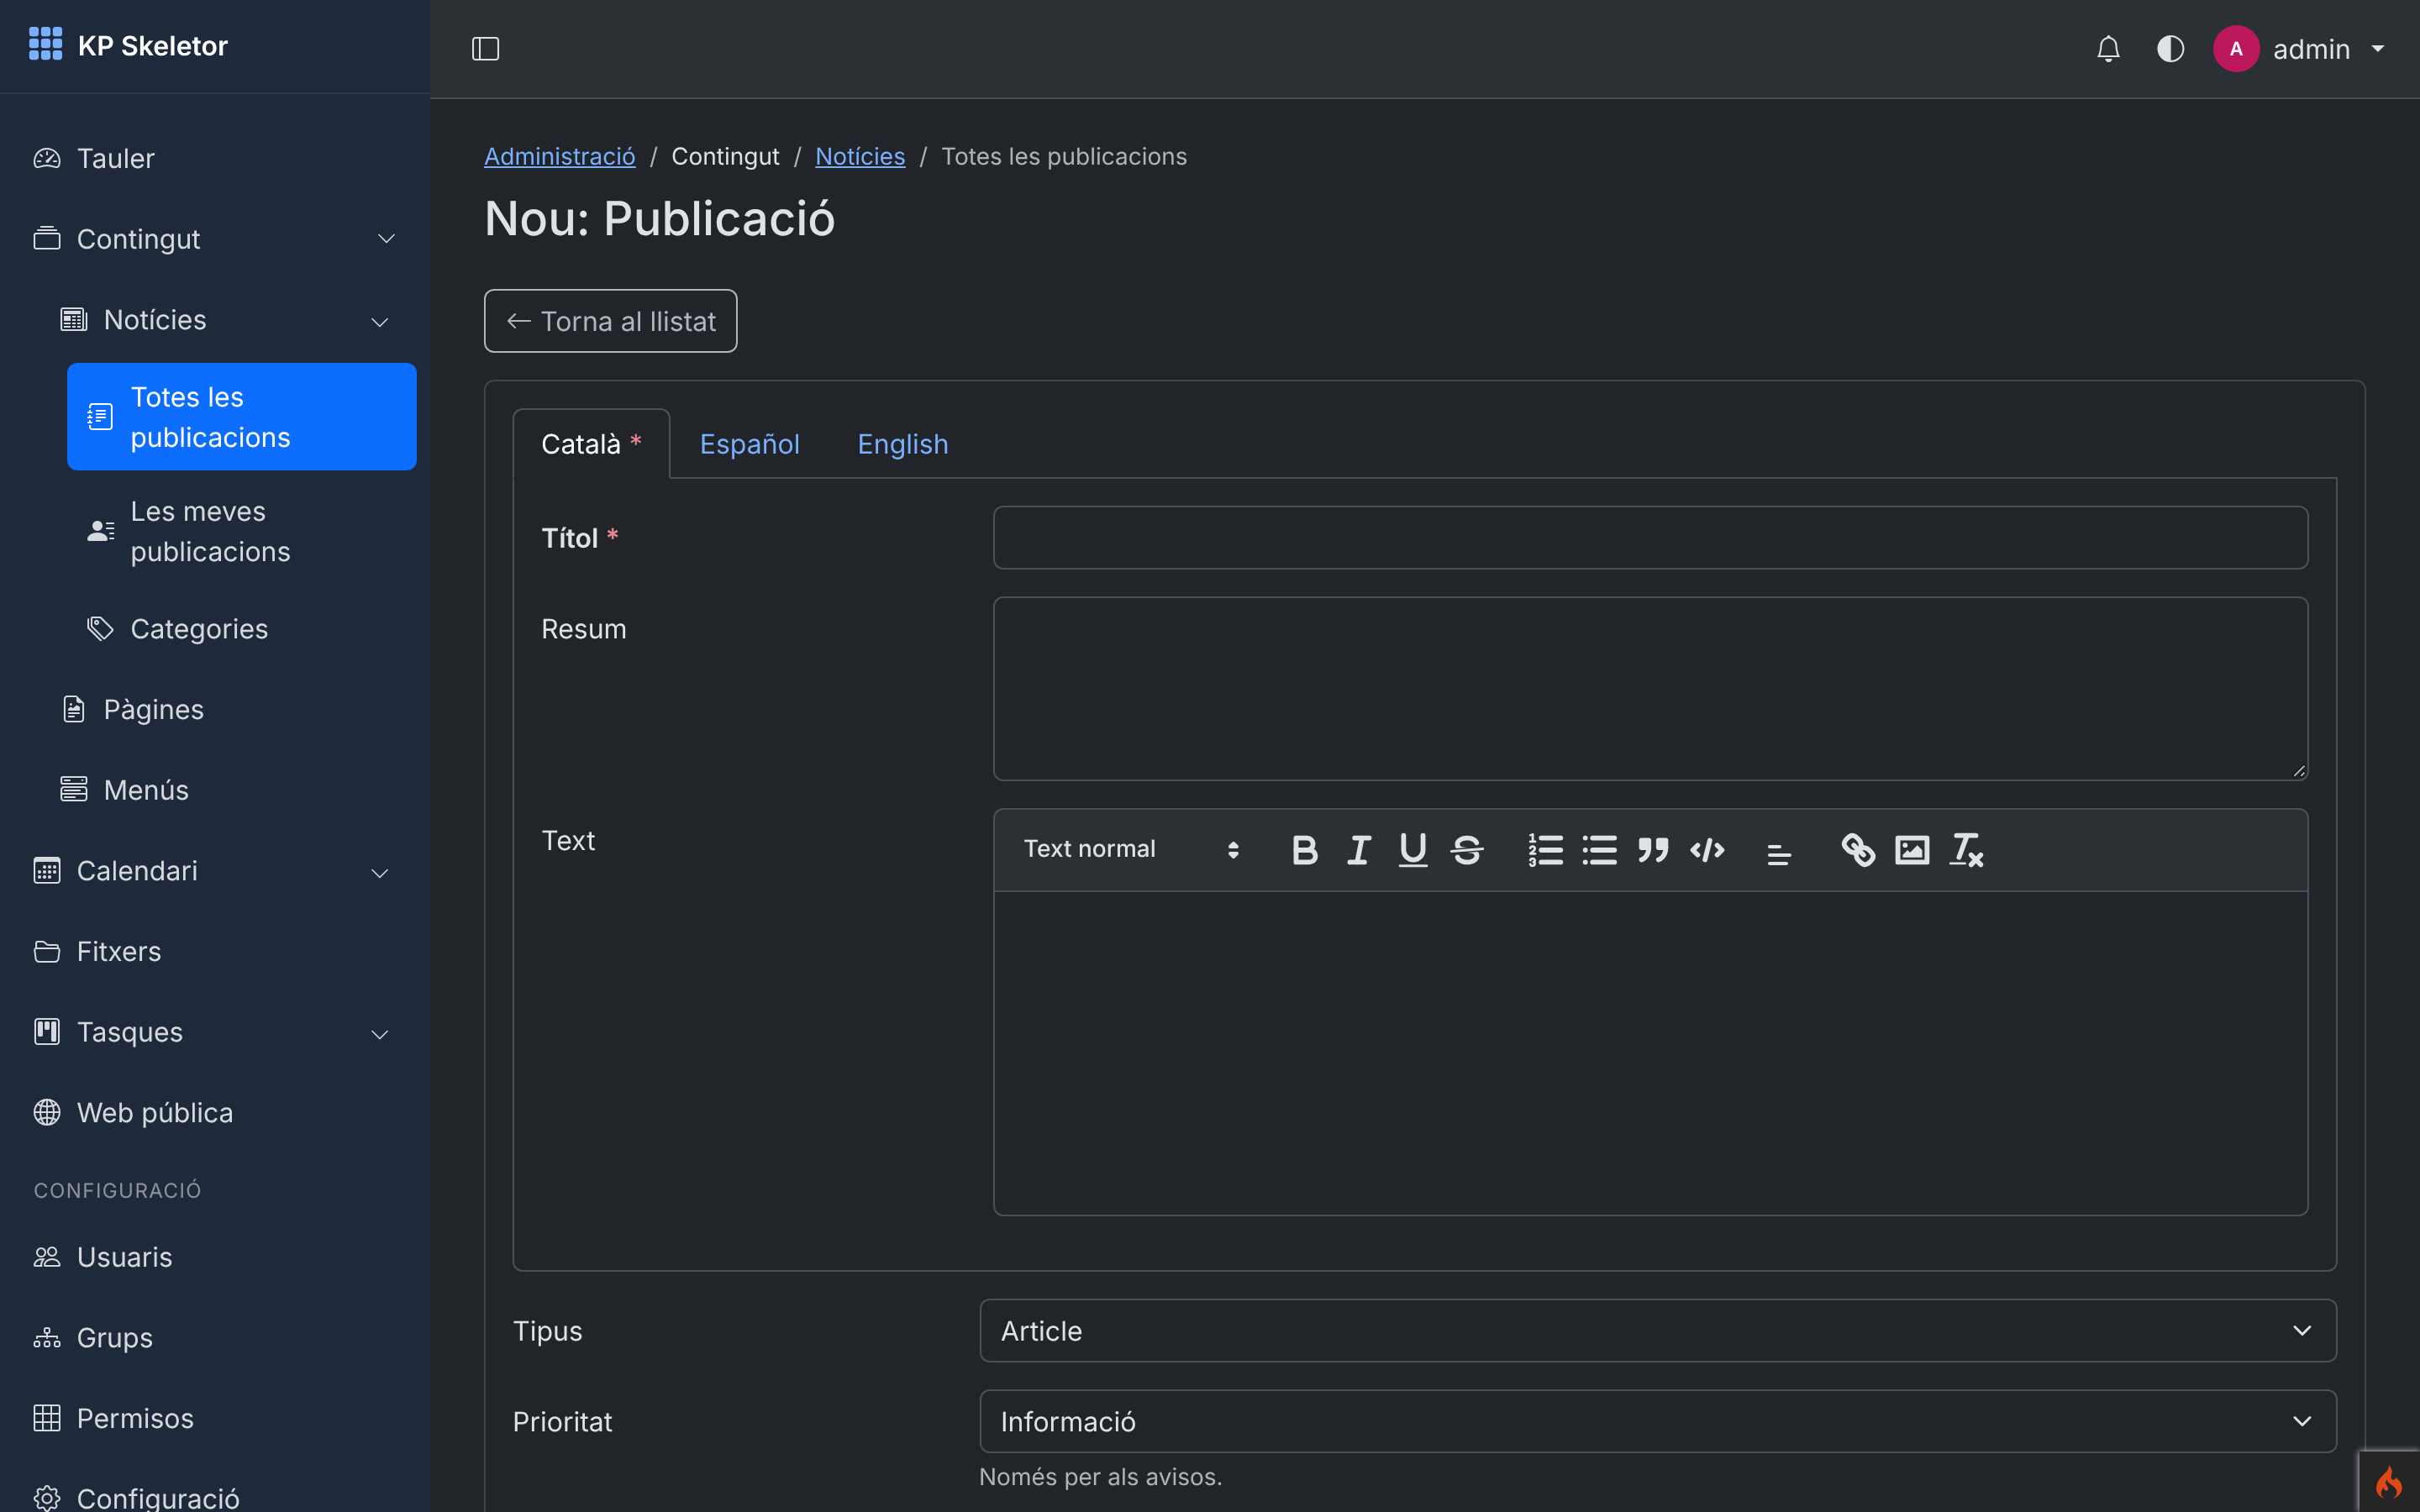 KP Skeletor
A
admin
Tauler
Contingut
Notícies
Totes les
publicacions
Les meves
publicacions
Categories
Pàgines
Menús
Calendari
Fitxers
Tasques
Web pública
CONFIGURACIÓ
Usuaris
Grups
Permisos
Configuració
Administració / Contingut / Notícies / Totes les publicacions
Nou: Publicació
← Torna al llistat
Català * Español English
Títol *
Resum
Text
Text normal
Tipus
Article
Prioritat
Informació
Només per als avisos.